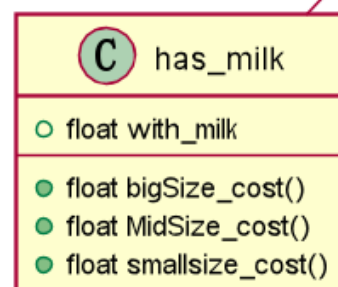 C has_milk
float with_milk
float bigSize_cost()
float MidSize_cost()
float smallsize_cost()